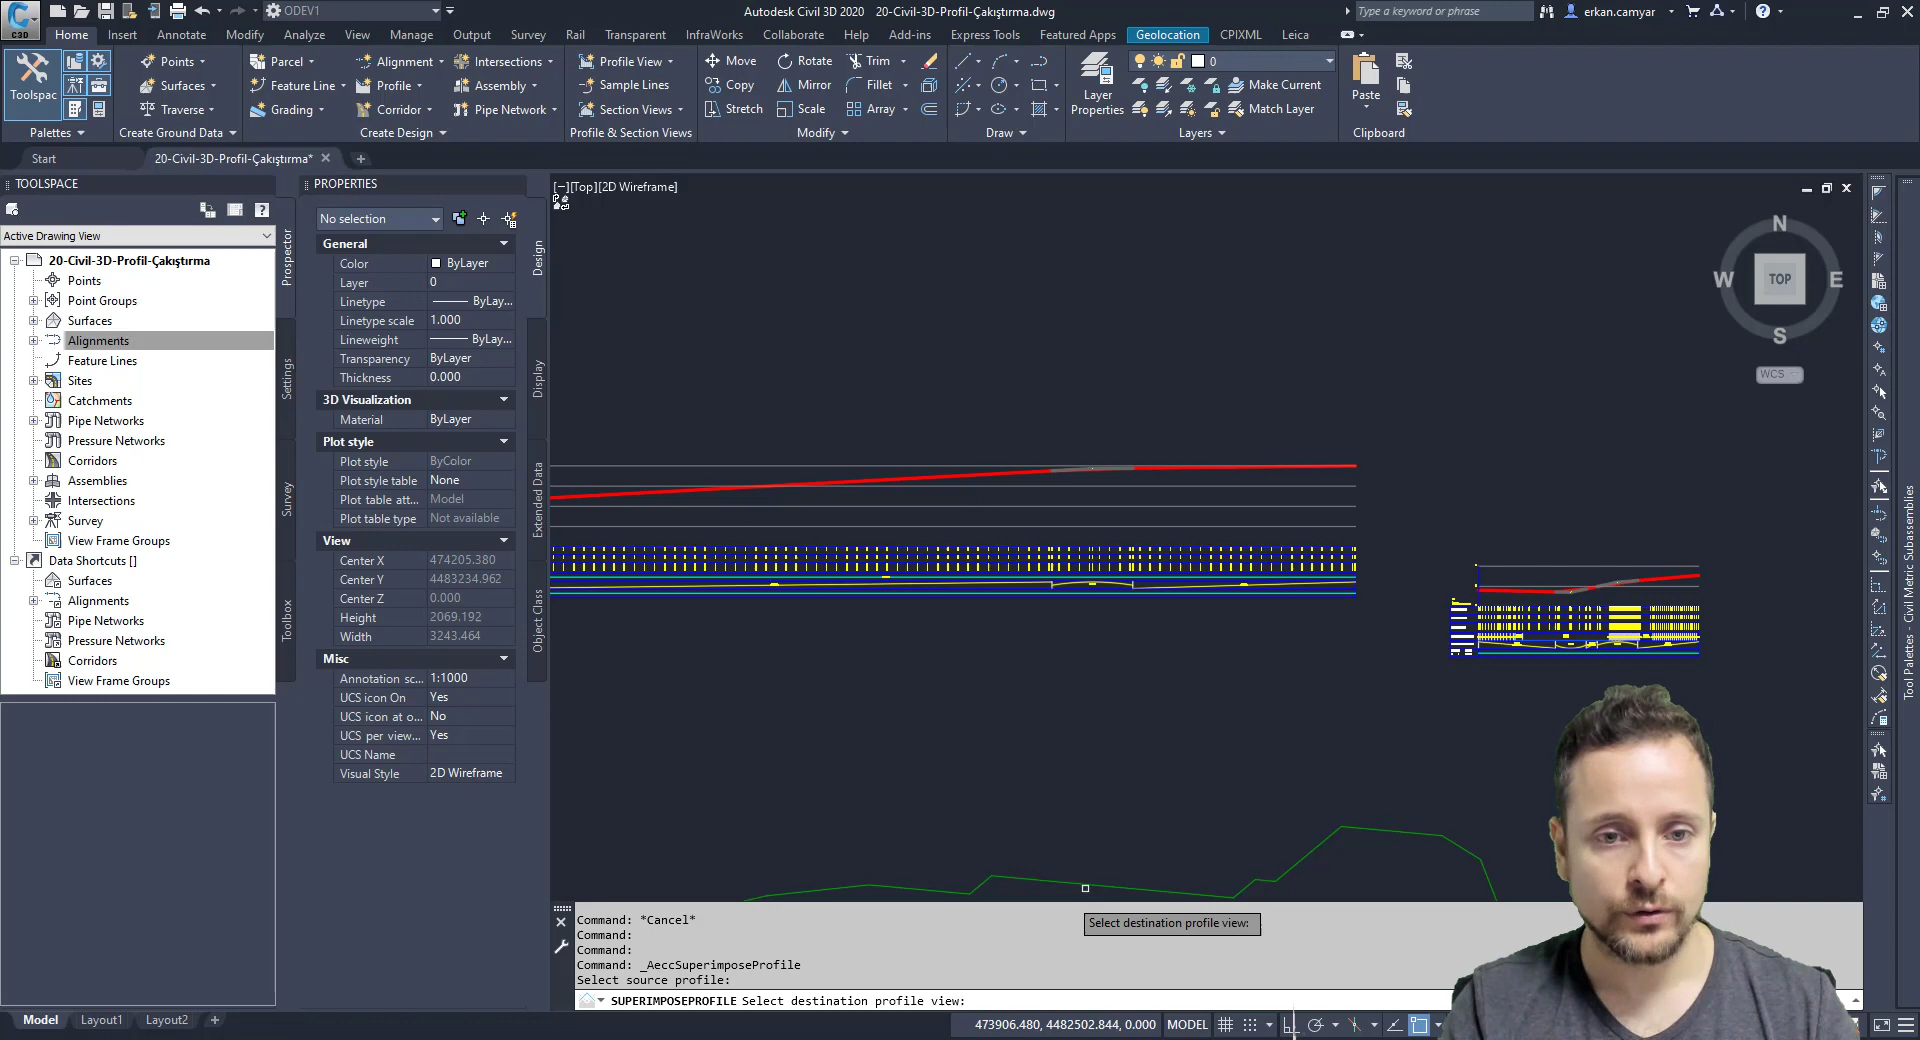 C3D
ODEV1
Autodesk Civil 3D 2020 20-Civil-3D-Profil-Çakıştırma.dwg
Type a keyword or phrase
erkan.camyar
Home Insert Annotate Modify Analyze View Manage Output Survey Rail Transparent InfraWorks Collaborate Help Add-ins Express Tools Featured Apps Geolocation CPIXML Leica
Toolspac
Points
Surfaces
Traverse
Parcel
Feature Line
Grading
Alignment
Profile
Corridor
Intersections
Assembly
Pipe Network
Profile View
Sample Lines
Section Views
Move Rotate Trim
Copy Mirror Fillet
Stretch Scale Array
Layer Properties
0
Make Current
Match Layer
Paste
Palettes Create Ground Data Create Design Profile & Section Views Modify Draw Layers Clipboard
Start 20-Civil-3D-Profil-Çakıştırma*
TOOLSPACE
Active Drawing View
20-Civil-3D-Profil-Çakıştırma
Points
Point Groups
Surfaces
Alignments
Feature Lines
Sites
Catchments
Pipe Networks
Pressure Networks
Corridors
Assemblies
Intersections
Survey
View Frame Groups
Data Shortcuts []
Surfaces
Alignments
Pipe Networks
Pressure Networks
Corridors
View Frame Groups
Prospector
Settings
Survey
Toolbox
PROPERTIES
No selection
General
Color ByLayer
Layer 0
Linetype ByLay...
Linetype scale 1.000
Lineweight ByLay...
Transparency ByLayer
Thickness 0.000
3D Visualization
Material ByLayer
Plot style
Plot style ByColor
Plot style table None
Plot table att... Model
Plot table type Not available
View
Center X 474205.380
Center Y 4483234.962
Center Z 0.000
Height 2069.192
Width 3243.464
Misc
Annotation sc... 1:1000
UCS icon On Yes
UCS icon at o... No
UCS per view... Yes
UCS Name
Visual Style 2D Wireframe
Design
Display
Extended Data
Object Class
[−][Top][2D Wireframe]
N
W TOP E
S
WCS
Tool Palettes - Civil Metric Subassemblies
Command: *Cancel*
Command:
Command:
Command: _AeccSuperimposeProfile
Select source profile:
SUPERIMPOSEPROFILE Select destination profile view:
Select destination profile view:
Model Layout1 Layout2
473906.480, 4482502.844, 0.000 MODEL